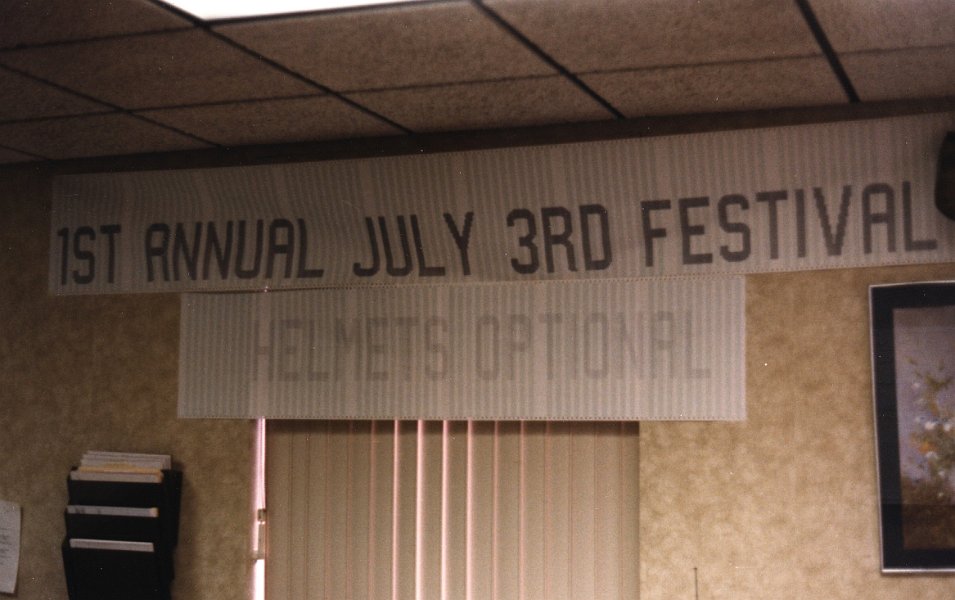 1ST ANNUAL JULY 3RD FESTIVAL
HELMETS OPTIONAL